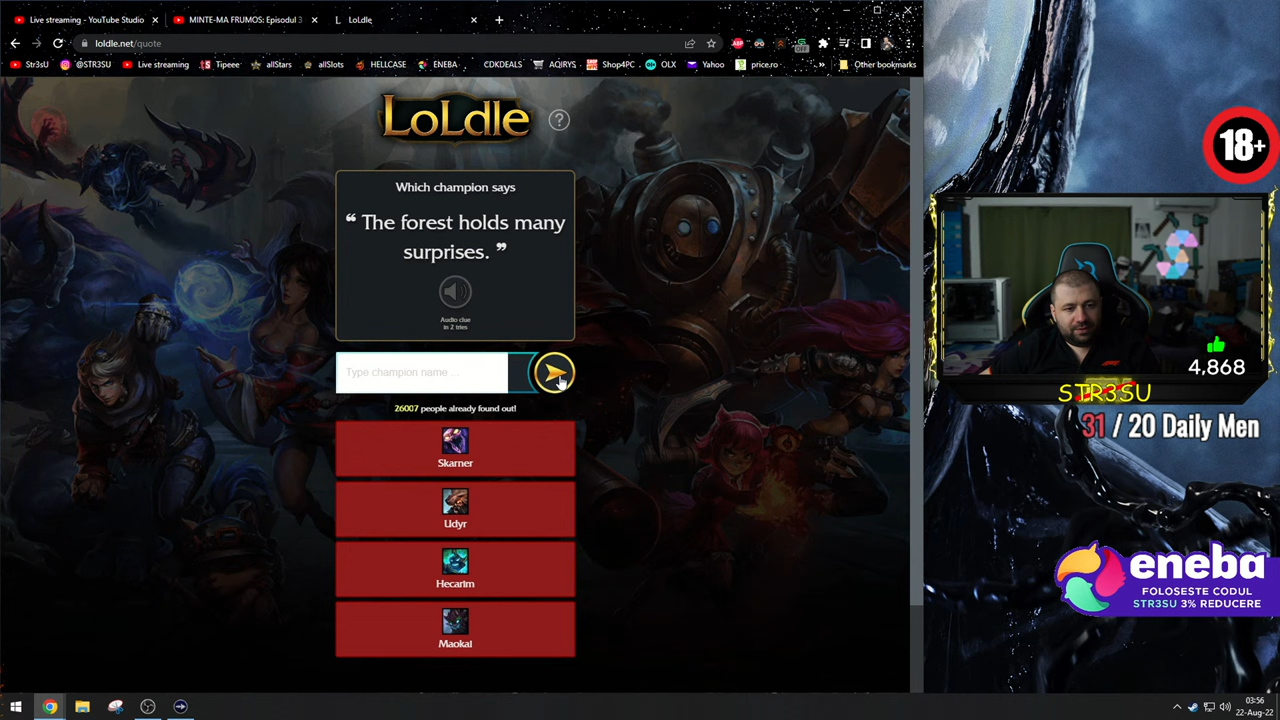 Live streaming - YouTube Studio
MINTE-MA FRUMOS: Episodul 3
L LoLdle
loldle.net/quote
ABP
OFF
Str3sU
@STR3SU
Live streaming
Tipeee
allStars
allSlots
HELLCASE
ENEBA
CDKDEALS
AQIRYS
Shop4PC
OLX
Yahoo
price.ro
Other bookmarks
LoLdle
?
Which champion says
“ The forest holds many
surprises. ”
Audio clue
in 2 tries
Type champion name ...
26007 people already found out!
Skarner
Udyr
Hecarim
Maokai
18+
4,868
STR3SU
31 / 20 Daily Men
eneba
FOLOSESTE CODUL
STR3SU 3% REDUCERE
03:56
22-Aug-22